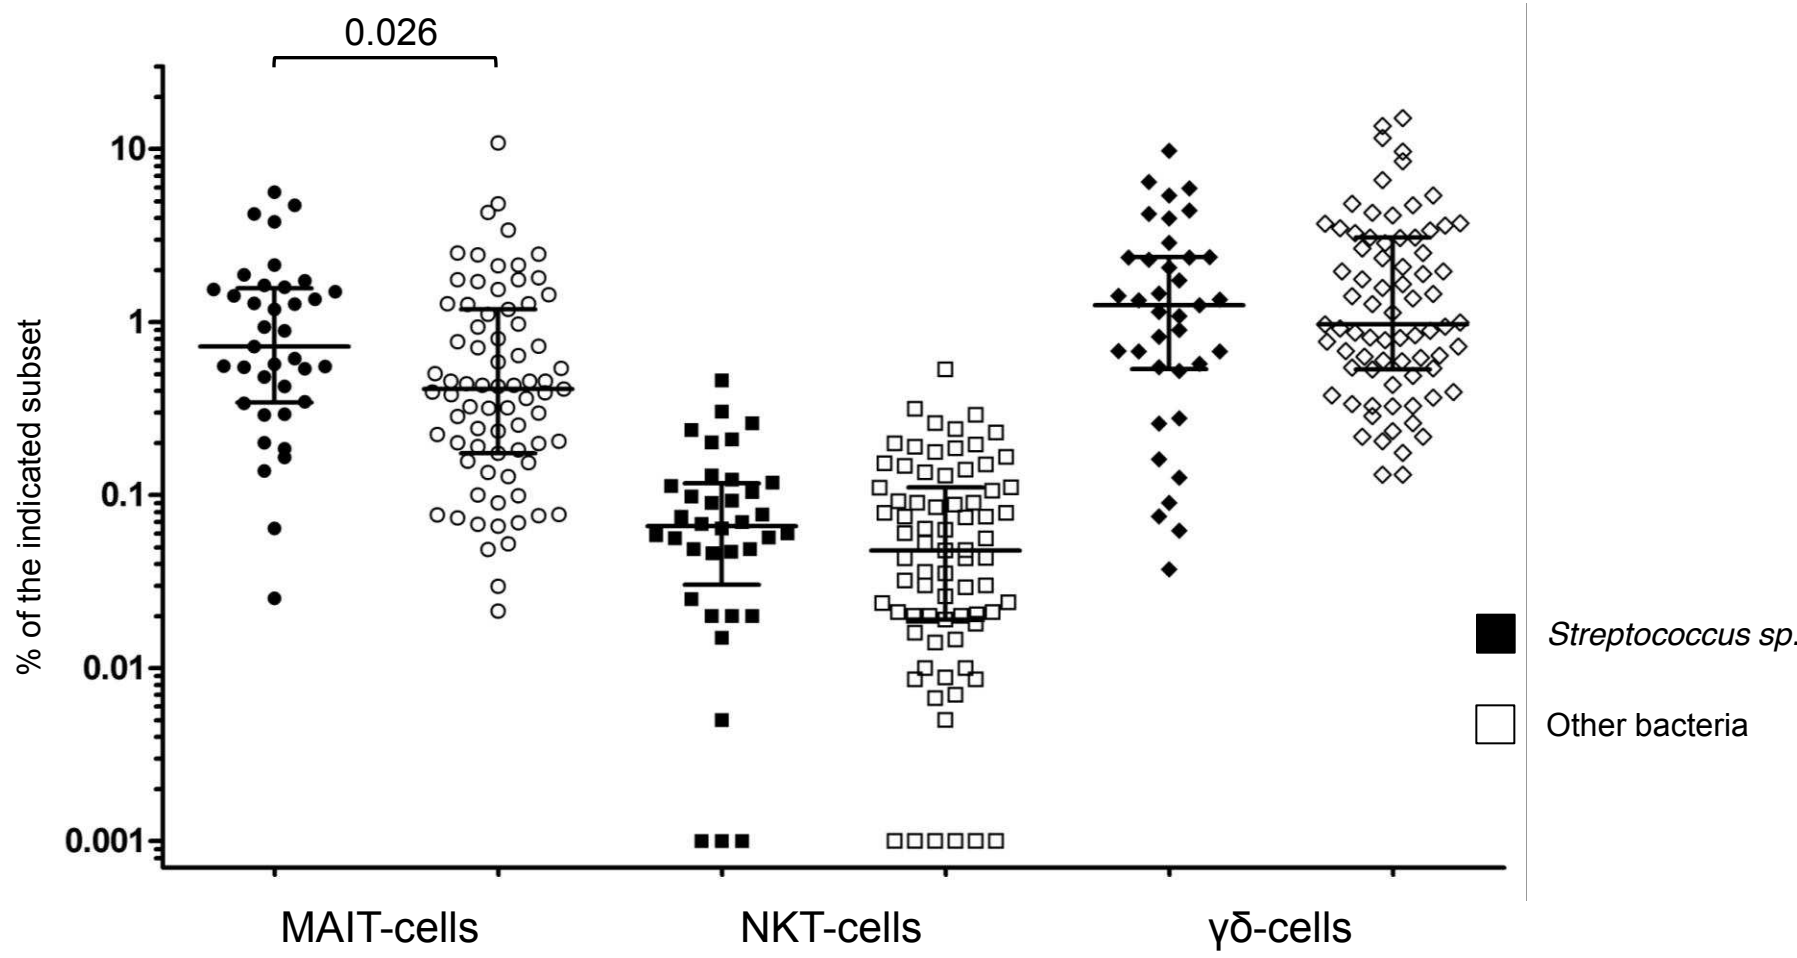 0.026
% of the indicated subset
10
1
0.1
0.01
0.001
MAIT-cells
NKT-cells
γδ-cells
Streptococcus sp.
Other bacteria